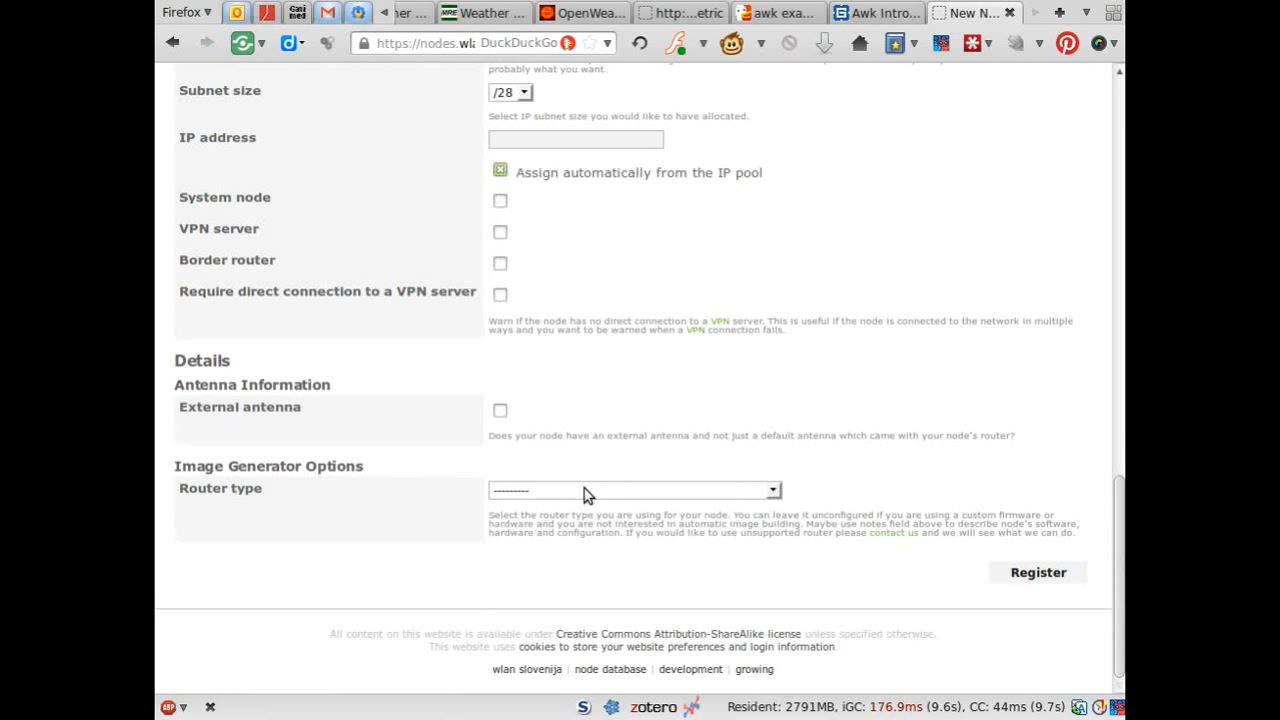 Firefox
Gani med
her ...
MRE Weather ...
OpenWea...
http:...etric
awk exa...
Awk Intro...
New N...
https://nodes.wla DuckDuckGo
probably what you want.
Subnet size
/28
Select IP subnet size you would like to have allocated.
IP address
Assign automatically from the IP pool
System node
VPN server
Border router
Require direct connection to a VPN server
Warn if the node has no direct connection to a VPN server. This is useful if the node is connected to the network in multiple
ways and you want to be warned when a VPN connection fails.
Details
Antenna Information
External antenna
Does your node have an external antenna and not just a default antenna which came with your node's router?
Image Generator Options
Router type
---------
Select the router type you are using for your node. You can leave it unconfigured if you are using a custom firmware or
hardware and you are not interested in automatic image building. Maybe use notes field above to describe node's software,
hardware and configuration. If you would like to use unsupported router please contact us and we will see what we can do.
Register
All content on this website is available under Creative Commons Attribution-ShareAlike license unless specified otherwise.
This website uses cookies to store your website preferences and login information.
wlan slovenija | node database | development | growing
ABP
zotero
Resident: 2791MB, iGC: 176.9ms (9.6s), CC: 44ms (9.7s)